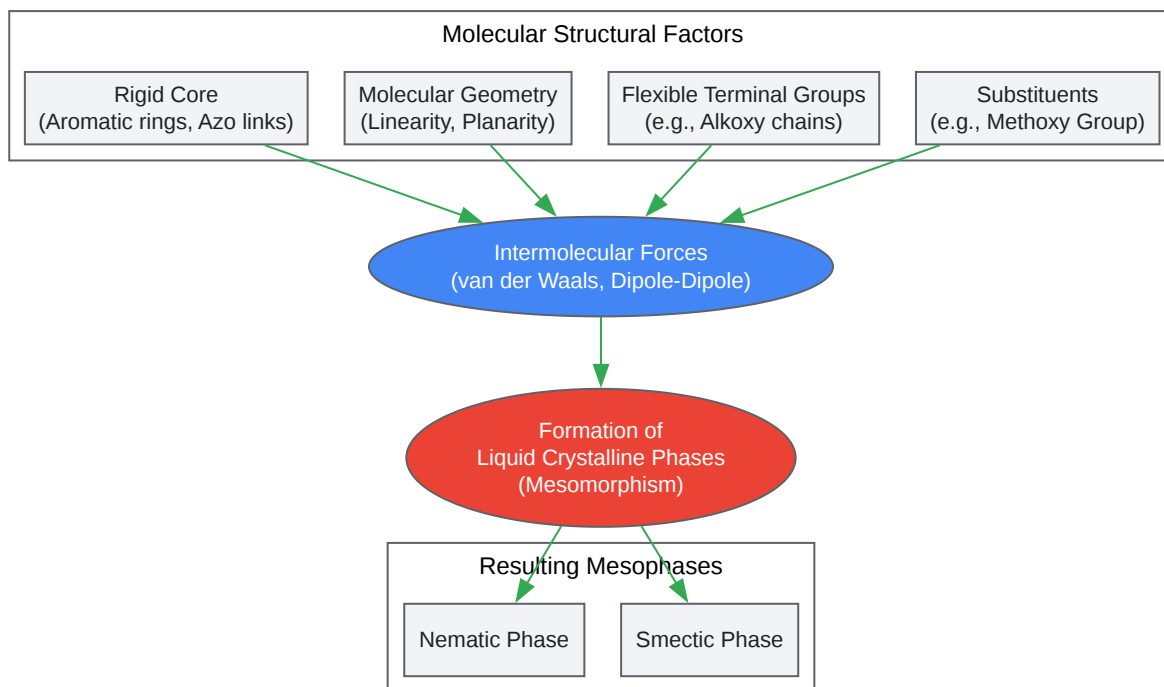 Molecular Structural Factors
Rigid Core
(Aromatic rings, Azo links)
Molecular Geometry
(Linearity, Planarity)
Flexible Terminal Groups
(e.g., Alkoxy chains)
Substituents
(e.g., Methoxy Group)
Intermolecular Forces
(van der Waals, Dipole-Dipole)
Formation of
Liquid Crystalline Phases
(Mesomorphism)
Resulting Mesophases
Nematic Phase
Smectic Phase